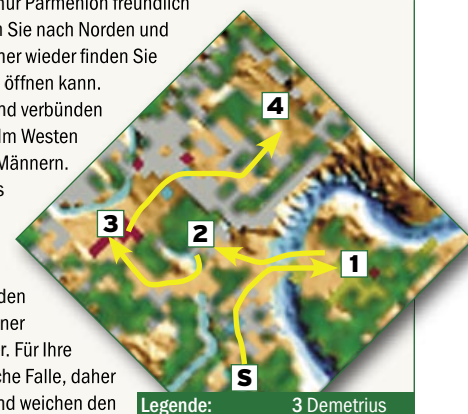 nur Parmenion freundlich
n Sie nach Norden und
ner wieder finden Sie
öffnen kann.
nd verbünden
Im Westen
Männern.
s
den
ner
r. Für Ihre
che Falle, daher
nd weichen den
4
3
2
1
S
Legende:
3 Demetrius